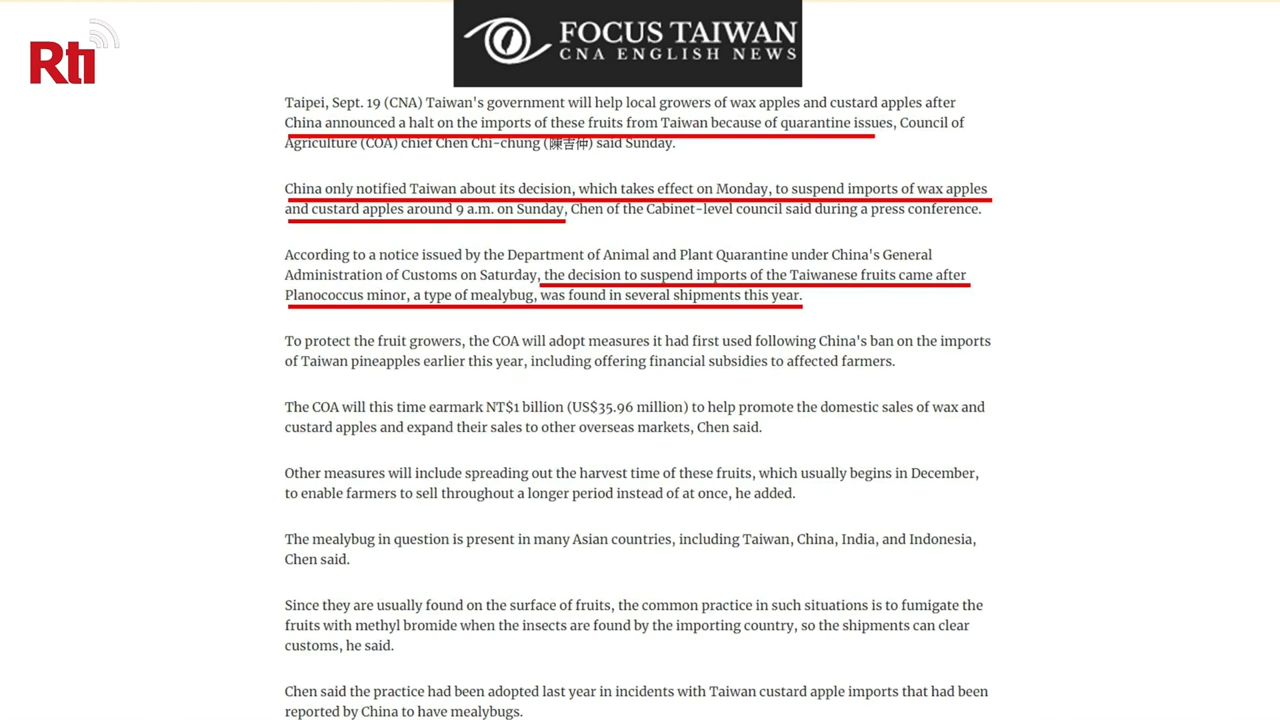 Rti
FOCUS TAIWAN
CNA ENGLISH NEWS
Taipei, Sept. 19 (CNA) Taiwan's government will help local growers of wax apples and custard apples after
China announced a halt on the imports of these fruits from Taiwan because of quarantine issues, Council of
Agriculture (COA) chief Chen Chi-chung (陳吉仲) said Sunday.
China only notified Taiwan about its decision, which takes effect on Monday, to suspend imports of wax apples
and custard apples around 9 a.m. on Sunday, Chen of the Cabinet-level council said during a press conference.
According to a notice issued by the Department of Animal and Plant Quarantine under China's General
Administration of Customs on Saturday, the decision to suspend imports of the Taiwanese fruits came after
Planococcus minor, a type of mealybug, was found in several shipments this year.
To protect the fruit growers, the COA will adopt measures it had first used following China's ban on the imports
of Taiwan pineapples earlier this year, including offering financial subsidies to affected farmers.
The COA will this time earmark NT$1 billion (US$35.96 million) to help promote the domestic sales of wax and
custard apples and expand their sales to other overseas markets, Chen said.
Other measures will include spreading out the harvest time of these fruits, which usually begins in December,
to enable farmers to sell throughout a longer period instead of at once, he added.
The mealybug in question is present in many Asian countries, including Taiwan, China, India, and Indonesia,
Chen said.
Since they are usually found on the surface of fruits, the common practice in such situations is to fumigate the
fruits with methyl bromide when the insects are found by the importing country, so the shipments can clear
customs, he said.
Chen said the practice had been adopted last year in incidents with Taiwan custard apple imports that had been
reported by China to have mealybugs.